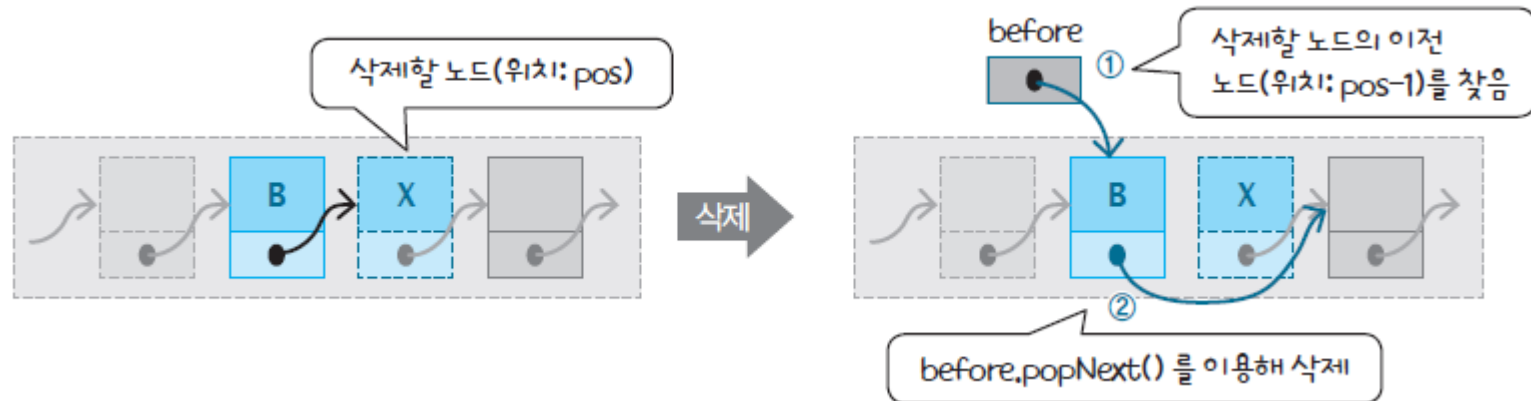 삭제할 노드(위치: pos)
B
X
삭제
before
①
삭제할 노드의 이전
노드(위치: pos-1)를 찾음
B
X
②
before.popNext() 를 이용해 삭제